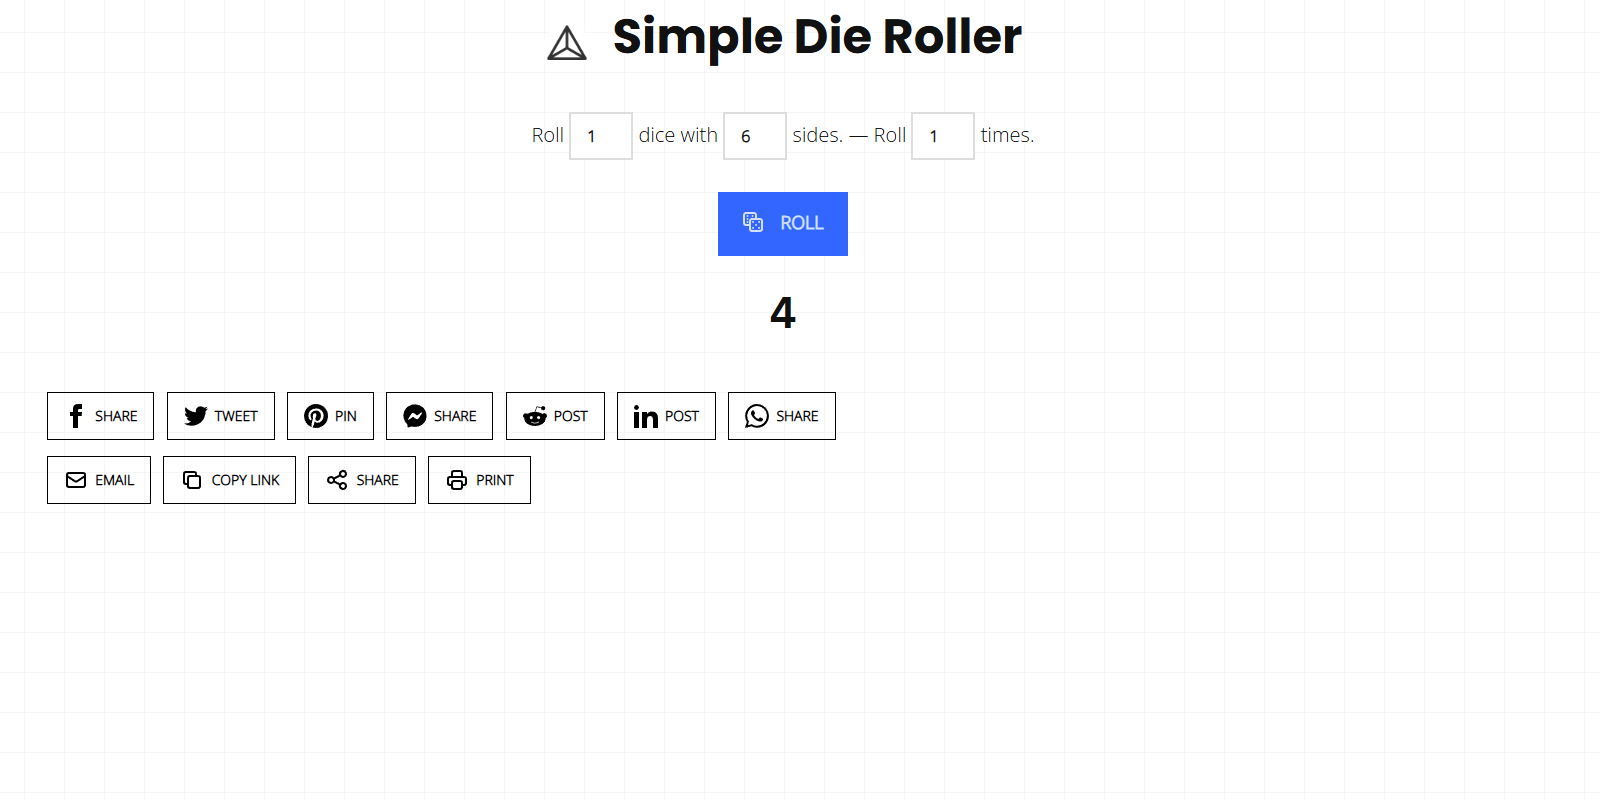 Simple Die Roller
Roll 1 dice with 6 sides. — Roll 1 times.
ROLL
4
SHARE TWEET PIN SHARE POST POST SHARE
EMAIL COPY LINK SHARE PRINT